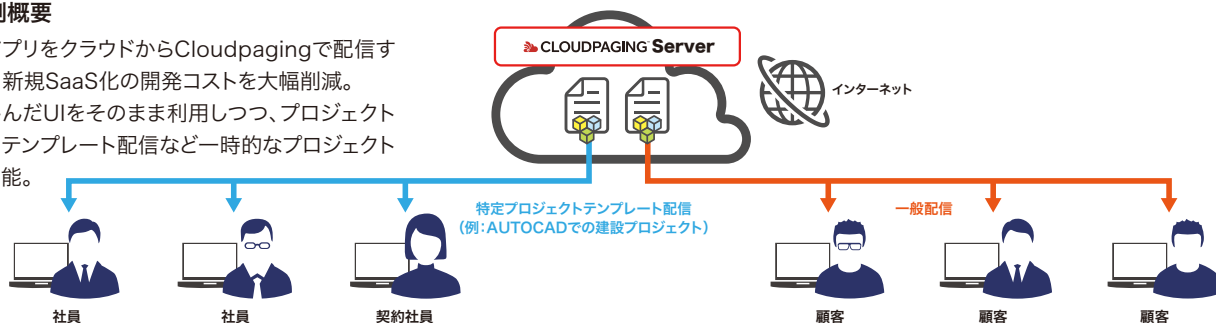 例概要
アプリをクラウドからCloudpagingで配信す
新規SaaS化の開発コストを大幅削減。
んだUIをそのまま利用しつつ、プロジェクト
テンプレート配信など一時的なプロジェクト
能。
CLOUDPAGING Server
インターネット
特定プロジェクトテンプレート配信
(例：AUTOCADでの建設プロジェクト)
一般配信
社員
社員
契約社員
顧客
顧客
顧客